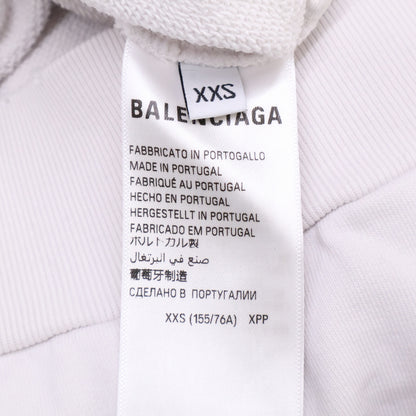 XXS
BALENCIAGA
FABBRICATO IN PORTOGALLO
MADE IN PORTUGAL
FABRIQUÉ AU PORTUGAL
HECHO EN PORTUGAL
HERGESTELLT IN PORTUGAL
FABRICADO EM PORTUGAL
ポルトガル製
صنع في البرتغال
葡萄牙制造
СДЕЛАНО В ПОРТУГАЛИИ
XXS (155/76A) XPP